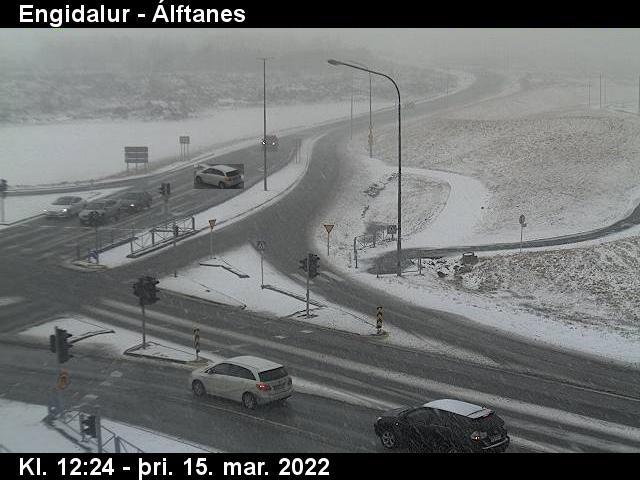 Engidalur - Álftanes
Kl. 12:24 - þri. 15. mar. 2022